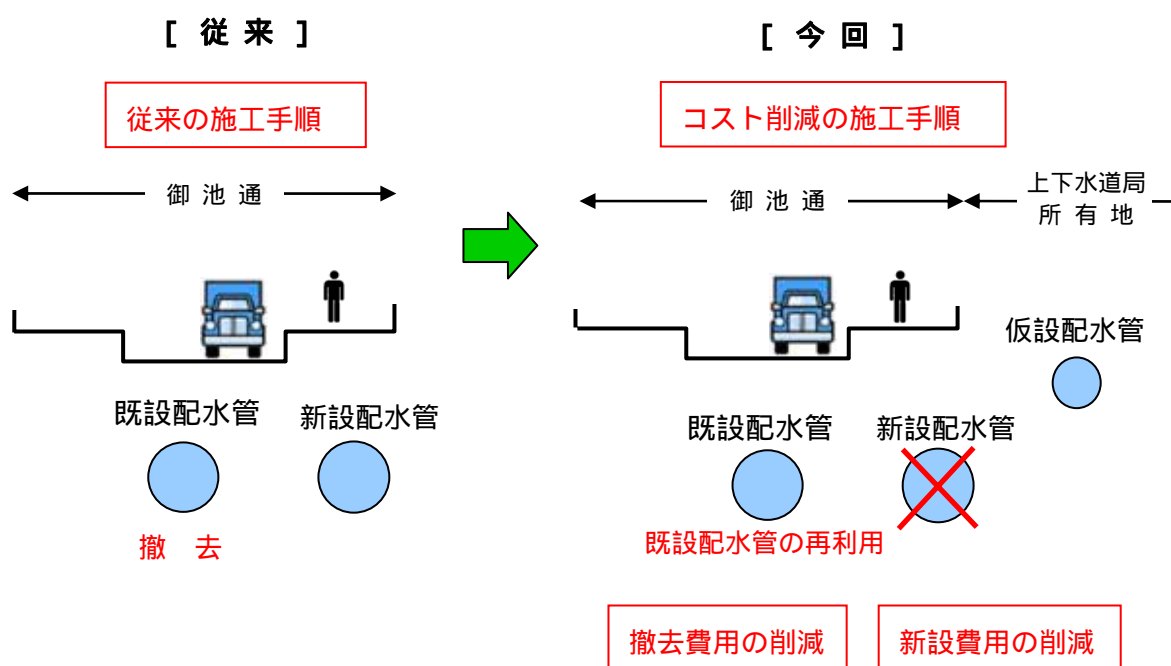 [ 従 来 ]
従来の施工手順
御 池 通
既設配水管
新設配水管
撤 去
[ 今 回 ]
コスト削減の施工手順
御 池 通
上下水道局
所 有 地
仮設配水管
既設配水管
新設配水管
既設配水管の再利用
撤去費用の削減
新設費用の削減